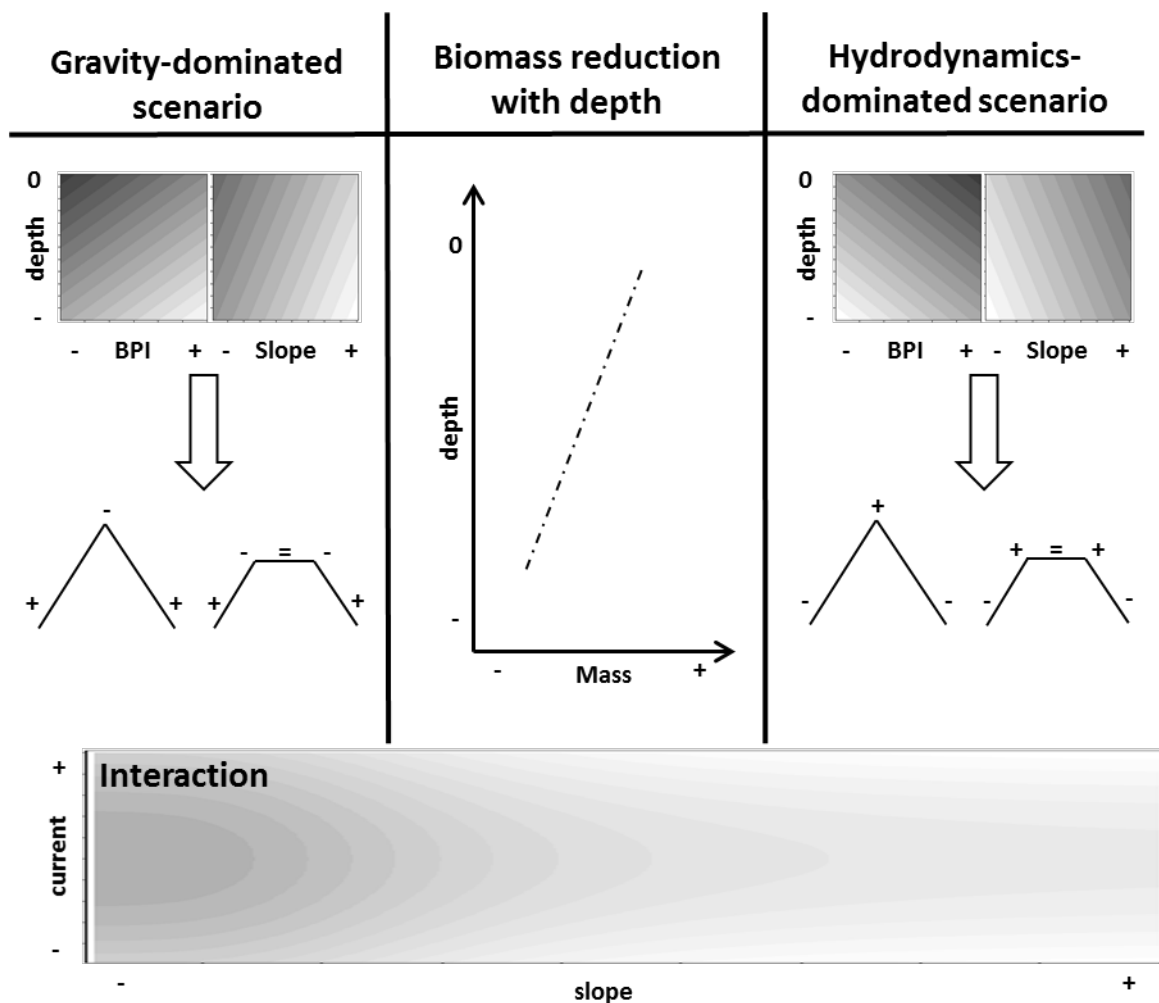 Gravity-dominated
scenario
Biomass reduction
with depth
Hydrodynamics-
dominated scenario
0
depth
-
- BPI + - Slope +
0
depth
-
- Mass +
0
depth
-
- BPI + - Slope +
-
+ +
- = -
+ +
+
- -
+ = +
- -
Interaction
+
current
-
- slope +